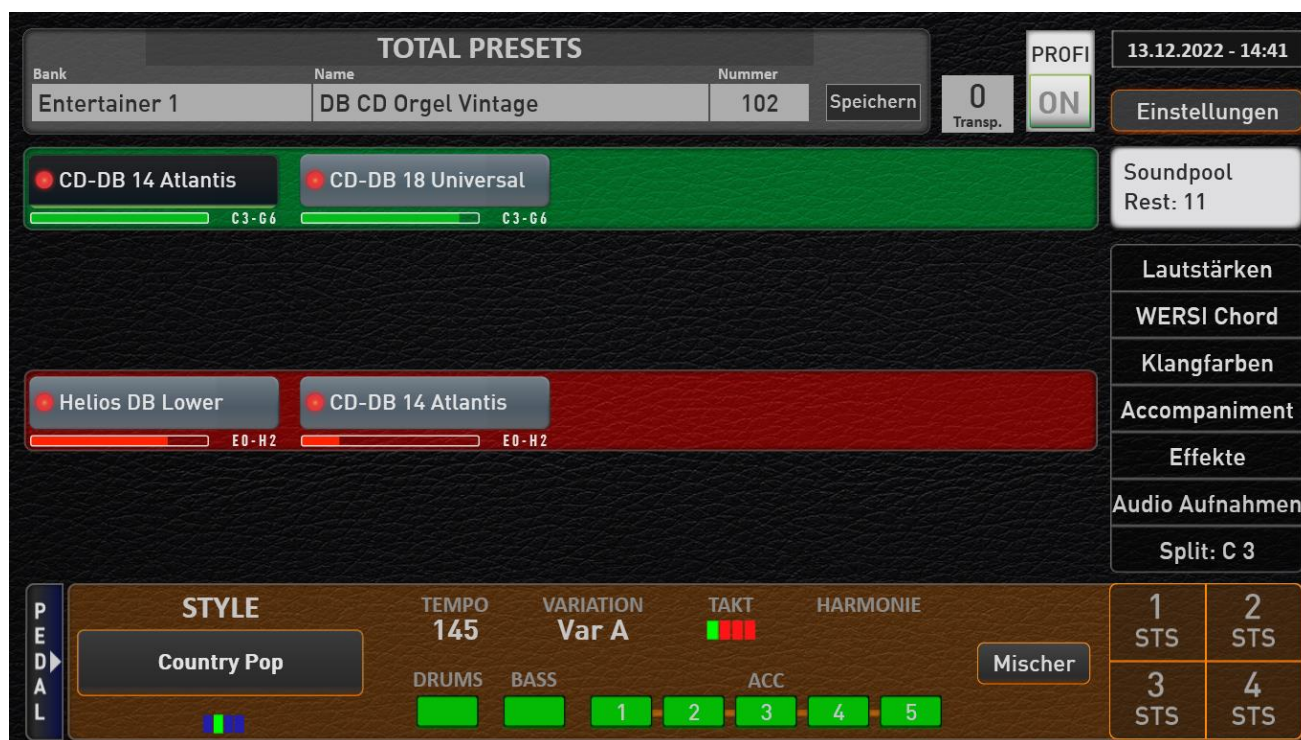 TOTAL PRESETS
Bank Name Nummer
Entertainer 1 DB CD Orgel Vintage 102 Speichern
0
Transp.
PROFI
ON
13.12.2022 - 14:41
Einstellungen
CD-DB 14 Atlantis CD-DB 18 Universal
C3-G6 C3-G6
Soundpool
Rest: 11
Lautstärken
WERSI Chord
Klangfarben
Accompaniment
Effekte
Audio Aufnahmen
Split: C 3
Helios DB Lower CD-DB 14 Atlantis
E0-H2 E0-H2
PEDAL
STYLE
Country Pop
TEMPO VARIATION TAKT HARMONIE
145 Var A
Mischer
DRUMS BASS ACC
1 2 3 4 5
1 2
STS STS
3 4
STS STS